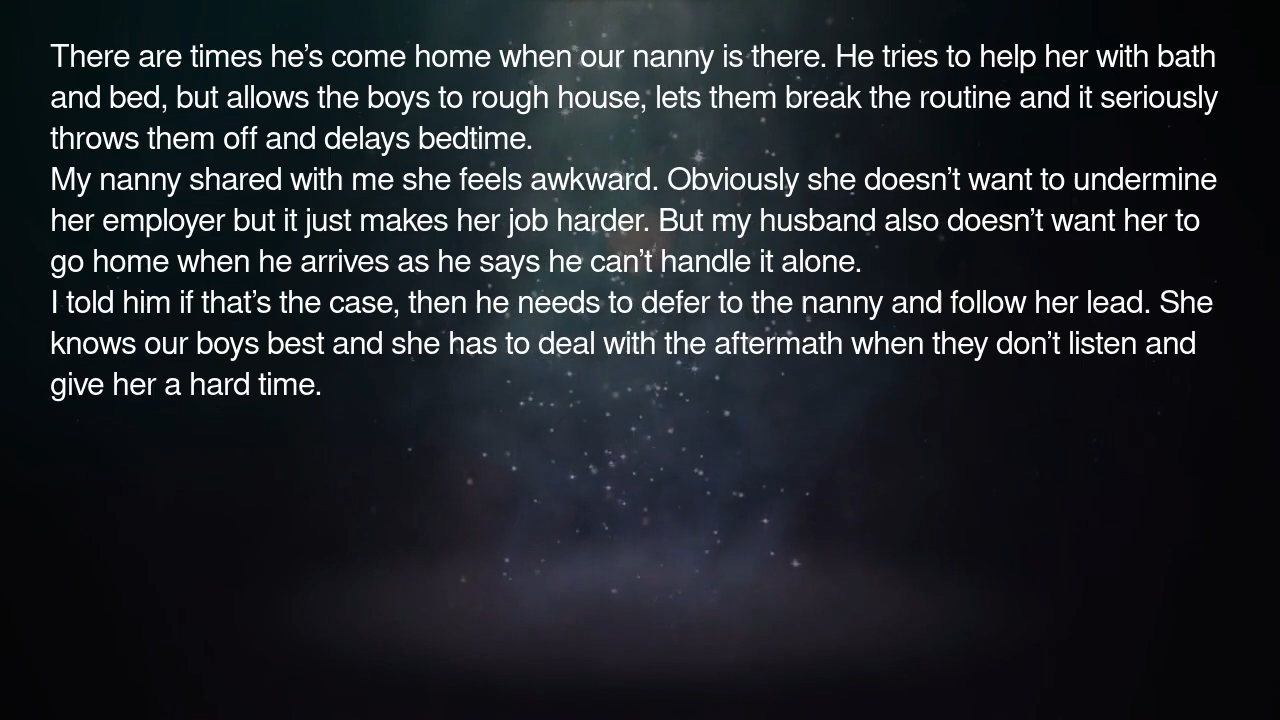 There are times he’s come home when our nanny is there. He tries to help her with bath
and bed, but allows the boys to rough house, lets them break the routine and it seriously
throws them off and delays bedtime.
My nanny shared with me she feels awkward. Obviously she doesn’t want to undermine
her employer but it just makes her job harder. But my husband also doesn’t want her to
go home when he arrives as he says he can’t handle it alone.
I told him if that’s the case, then he needs to defer to the nanny and follow her lead. She
knows our boys best and she has to deal with the aftermath when they don’t listen and
give her a hard time.